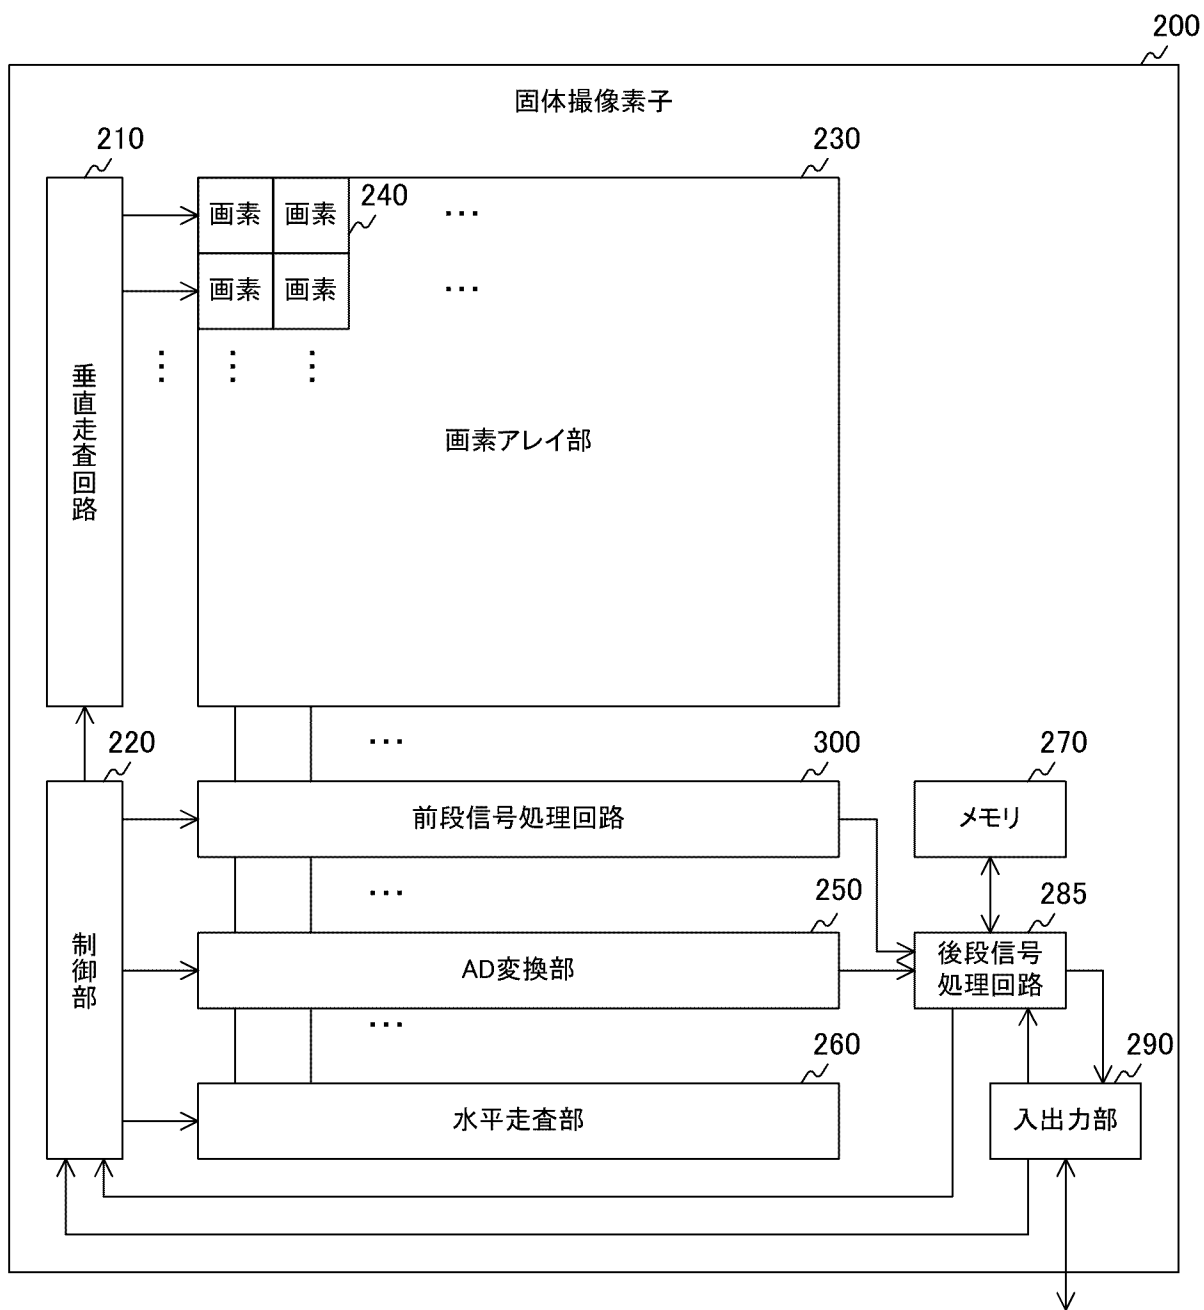 200
固体撮像素子
210
230
画素 画素 240 ...
画素 画素 ...
垂直走査回路
画素アレイ部
220
...
300
270
前段信号処理回路
メモリ
制御部
...
250
285
AD変換部
後段信号
処理回路
...
260
290
水平走査部
入出力部